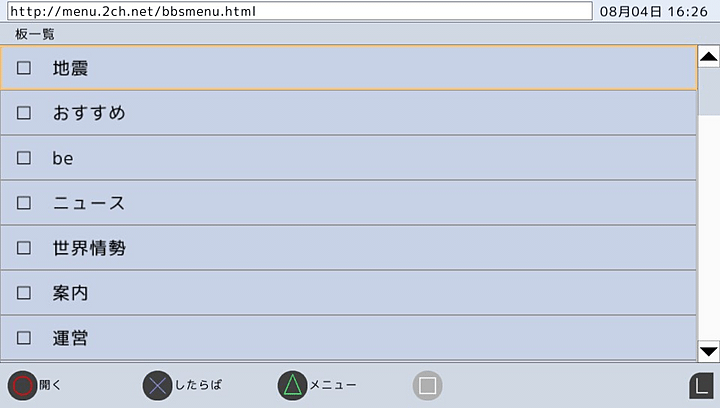 http://menu.2ch.net/bbsmenu.html 08月04日 16:26
板一覧
地震
おすすめ
be
ニュース
世界情勢
案内
運営
開く したらば メニュー L